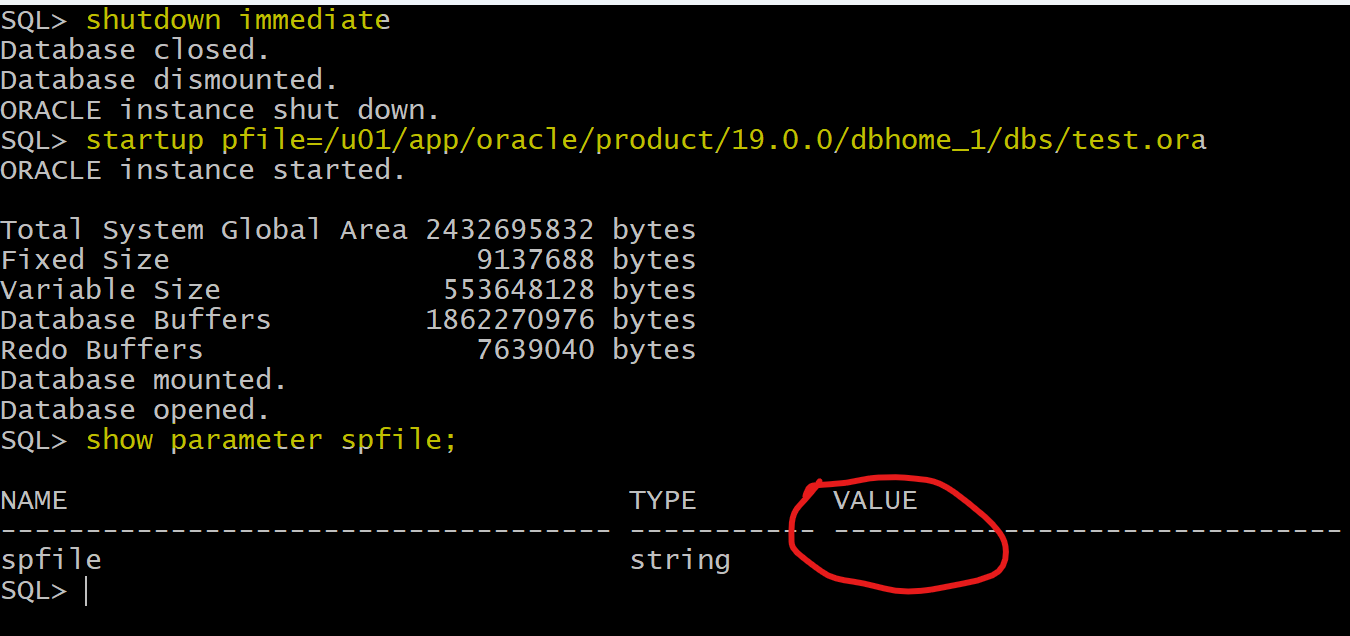 SQL> shutdown immediate
Database closed.
Database dismounted.
ORACLE instance shut down.
SQL> startup pfile=/u01/app/oracle/product/19.0.0/dbhome_1/dbs/test.ora
ORACLE instance started.
Total System Global Area 2432695832 bytes
Fixed Size 9137688 bytes
Variable Size 553648128 bytes
Database Buffers 1862270976 bytes
Redo Buffers 7639040 bytes
Database mounted.
Database opened.
SQL> show parameter spfile;
NAME TYPE VALUE
------------------------------------ ----------- ------------------------------
spfile string
SQL>